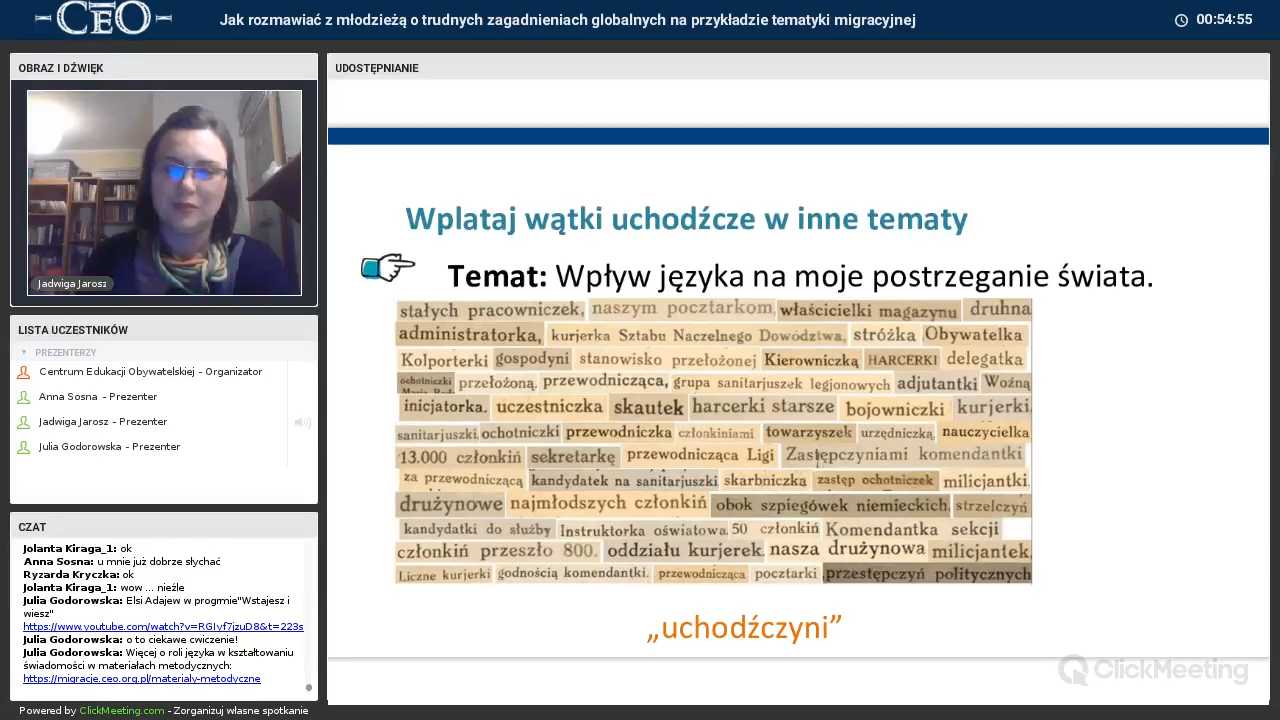 CEO
Jak rozmawiać z młodzieżą o trudnych zagadnieniach globalnych na przykładzie tematyki migracyjnej
00:54:55
OBRAZ I DŹWIĘK
Jadwiga Jarosz
LISTA UCZESTNIKÓW
PREZENTERZY
Centrum Edukacji Obywatelskiej - Organizator
Anna Sosna - Prezenter
Jadwiga Jarosz - Prezenter
Julia Godorowska - Prezenter
CZAT
Jolanta Kiraga_1: ok
Anna Sosna: u mnie już dobrze słychać
Ryzarda Kryczka: ok
Jolanta Kiraga_1: wow ... nieźle
Julia Godorowska: Elsi Adajew w progrmie"Wstajesz i
wiesz"
https://www.youtube.com/watch?v=RGIyf7jzuD8&t=223s
Julia Godorowska: o to ciekawe cwiczenie!
Julia Godorowska: Więcej o roli języka w kształtowaniu
świadomości w materiałach metodycznych:
https://migracje.ceo.org.pl/materialy-metodyczne
Powered by ClickMeeting.com - Zorganizuj własne spotkanie
UDOSTĘPNIANIE
Wplataj wątki uchodźcze w inne tematy
Temat: Wpływ języka na moje postrzeganie świata.
stałych pracowniczek, naszym pocztarkom, właścicielki magazynu druhna
administratorka, kurjerka Sztabu Naczelnego Dowództwa, stróżka Obywatelka
Kolporterki gospodyni stanowisko przełożonej Kierowniczką HARCERKI delegatka
ochotniczki przełożoną, przewodnicząca, grupa sanitarjuszek legjonowych adjutantki Woźną
inicjatorka, uczestniczka skautek harcerki starsze bojowniczki kurjerki,
sanitarjuszki, ochotniczki przewodniczka członkiniami towarzyszek urzędniczką, nauczycielka
13.000 członkiń sekretarkę przewodnicząca Ligi Zastępczyniami komendantki
za przewodniczącą kandydatek na sanitarjuszki skarbniczka zastęp ochotniczek milicjantki
drużynowe najmłodszych członkiń obok szpiegówek niemieckich, strzelczyń
kandydatki do służby Instruktorka oświatowa 50 członkiń Komendantka sekcji
członkiń przeszło 800. oddziału kurjerek. nasza drużynowa milicjantek
Liczne kurjerki godnością komendantki. przewodnicząca pocztarki przestępczyń politycznych
„uchodźczyni”
ClickMeeting